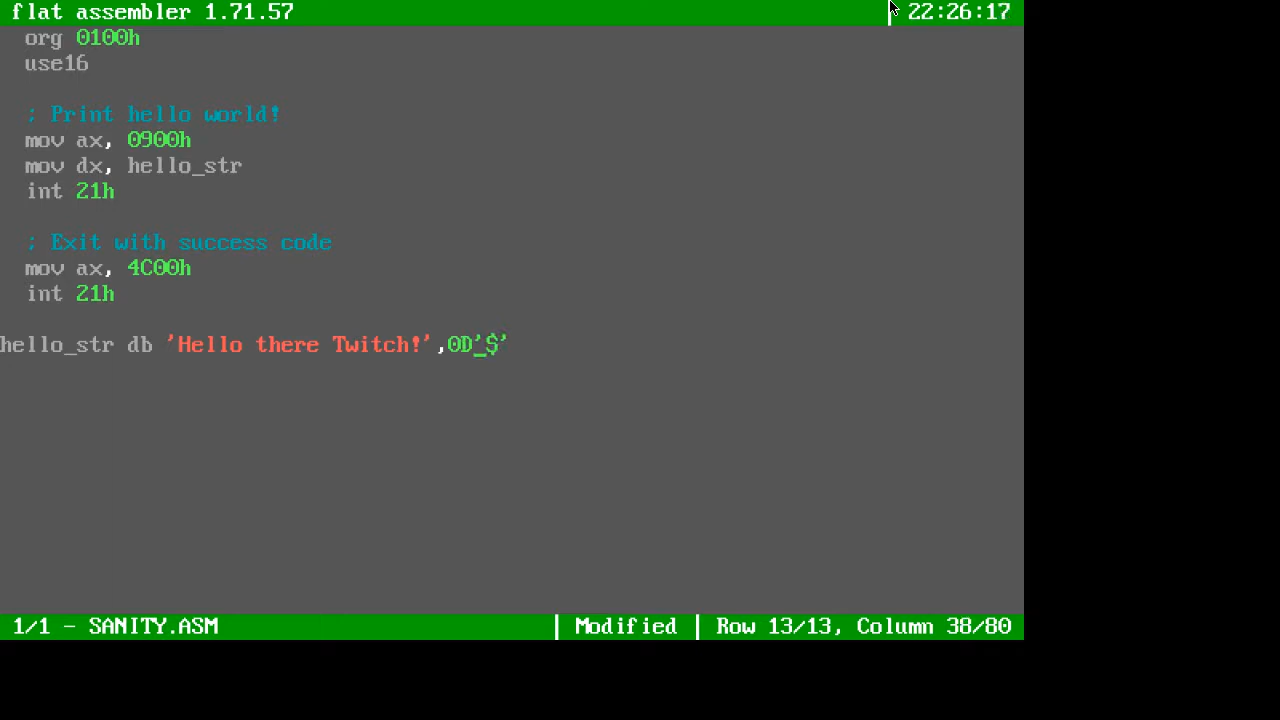 flat assembler 1.71.57 | 22:26:17
org 0100h
use16
; Print hello world!
mov ax, 0900h
mov dx, hello_str
int 21h
; Exit with success code
mov ax, 4C00h
int 21h
hello_str db 'Hello there Twitch!',0D'$'
1/1 - SANITY.ASM | Modified | Row 13/13, Column 38/80